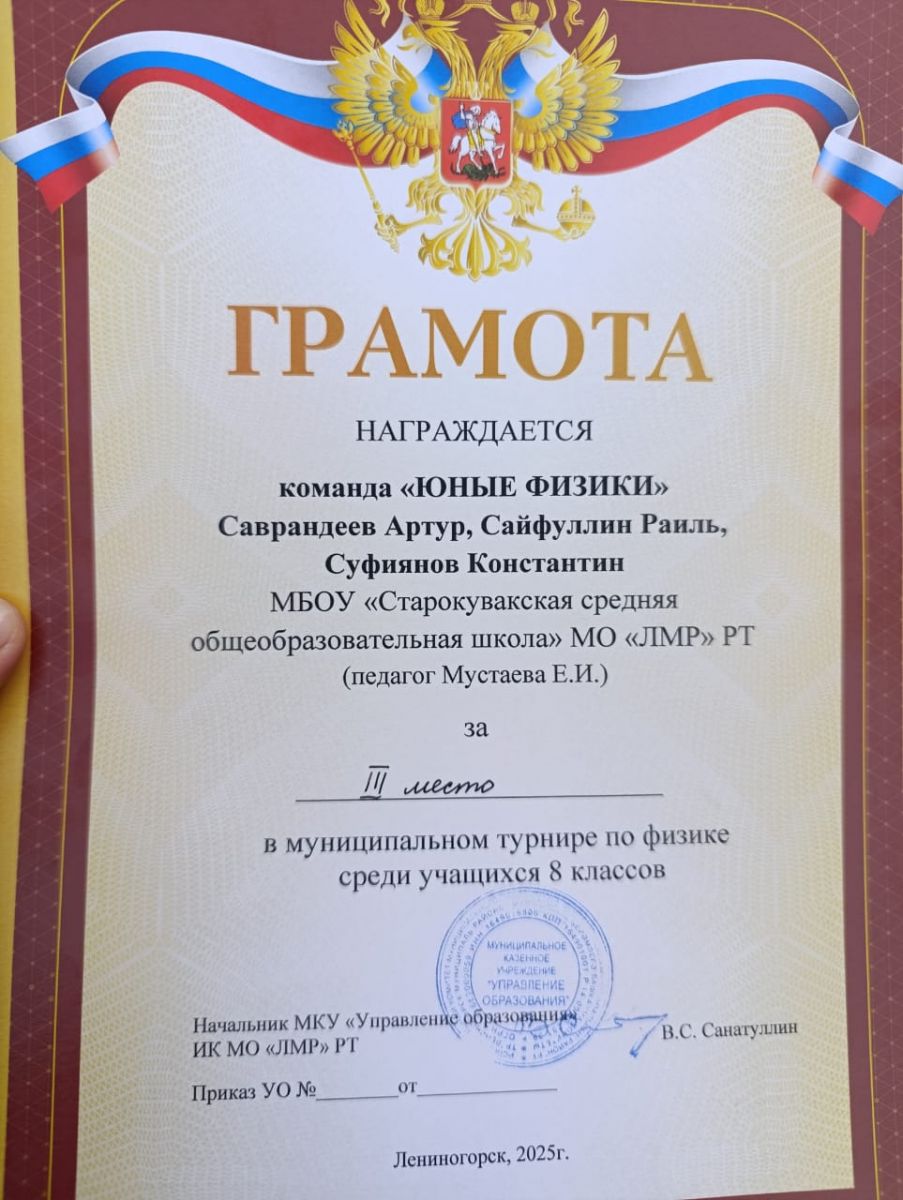 ГРАМОТА
НАГРАЖДАЕТСЯ
команда «ЮНЫЕ ФИЗИКИ»
Саврандеев Артур, Сайфуллин Раиль,
Суфиянов Константин
МБОУ «Старокувакская средняя
общеобразовательная школа» МО «ЛМР» РТ
(педагог Мустаева Е.И.)
за
III место
в муниципальном турнире по физике
среди учащихся 8 классов
МУНИЦИПАЛЬНОЕ
КАЗЕННОЕ
УЧРЕЖДЕНИЕ
"УПРАВЛЕНИЕ
ОБРАЗОВАНИЯ"
Начальник МКУ «Управление образования»
ИК МО «ЛМР» РТ
В.С. Санатуллин
Приказ УО №________от______________
Лениногорск, 2025г.